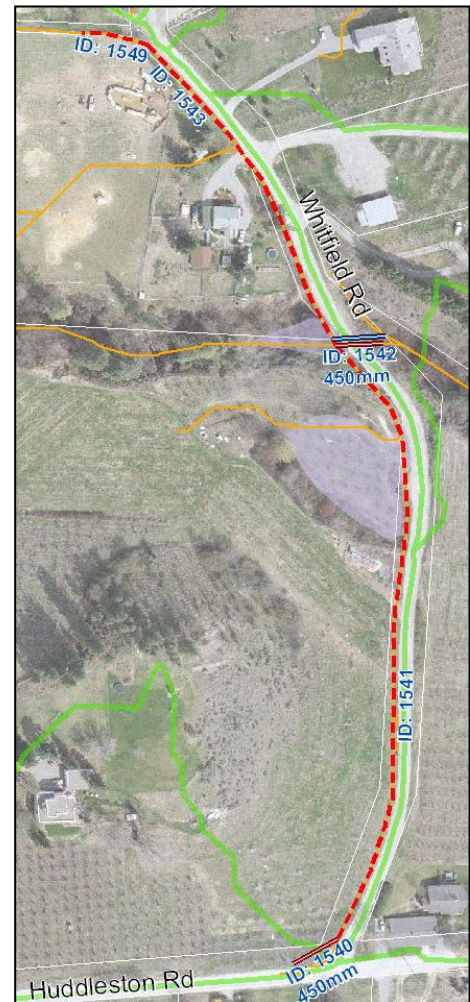 ID: 1549
ID: 1543
Whitfield Rd
ID: 1542
450mm
ID: 1541
ID: 1540
450mm
Huddleston Rd